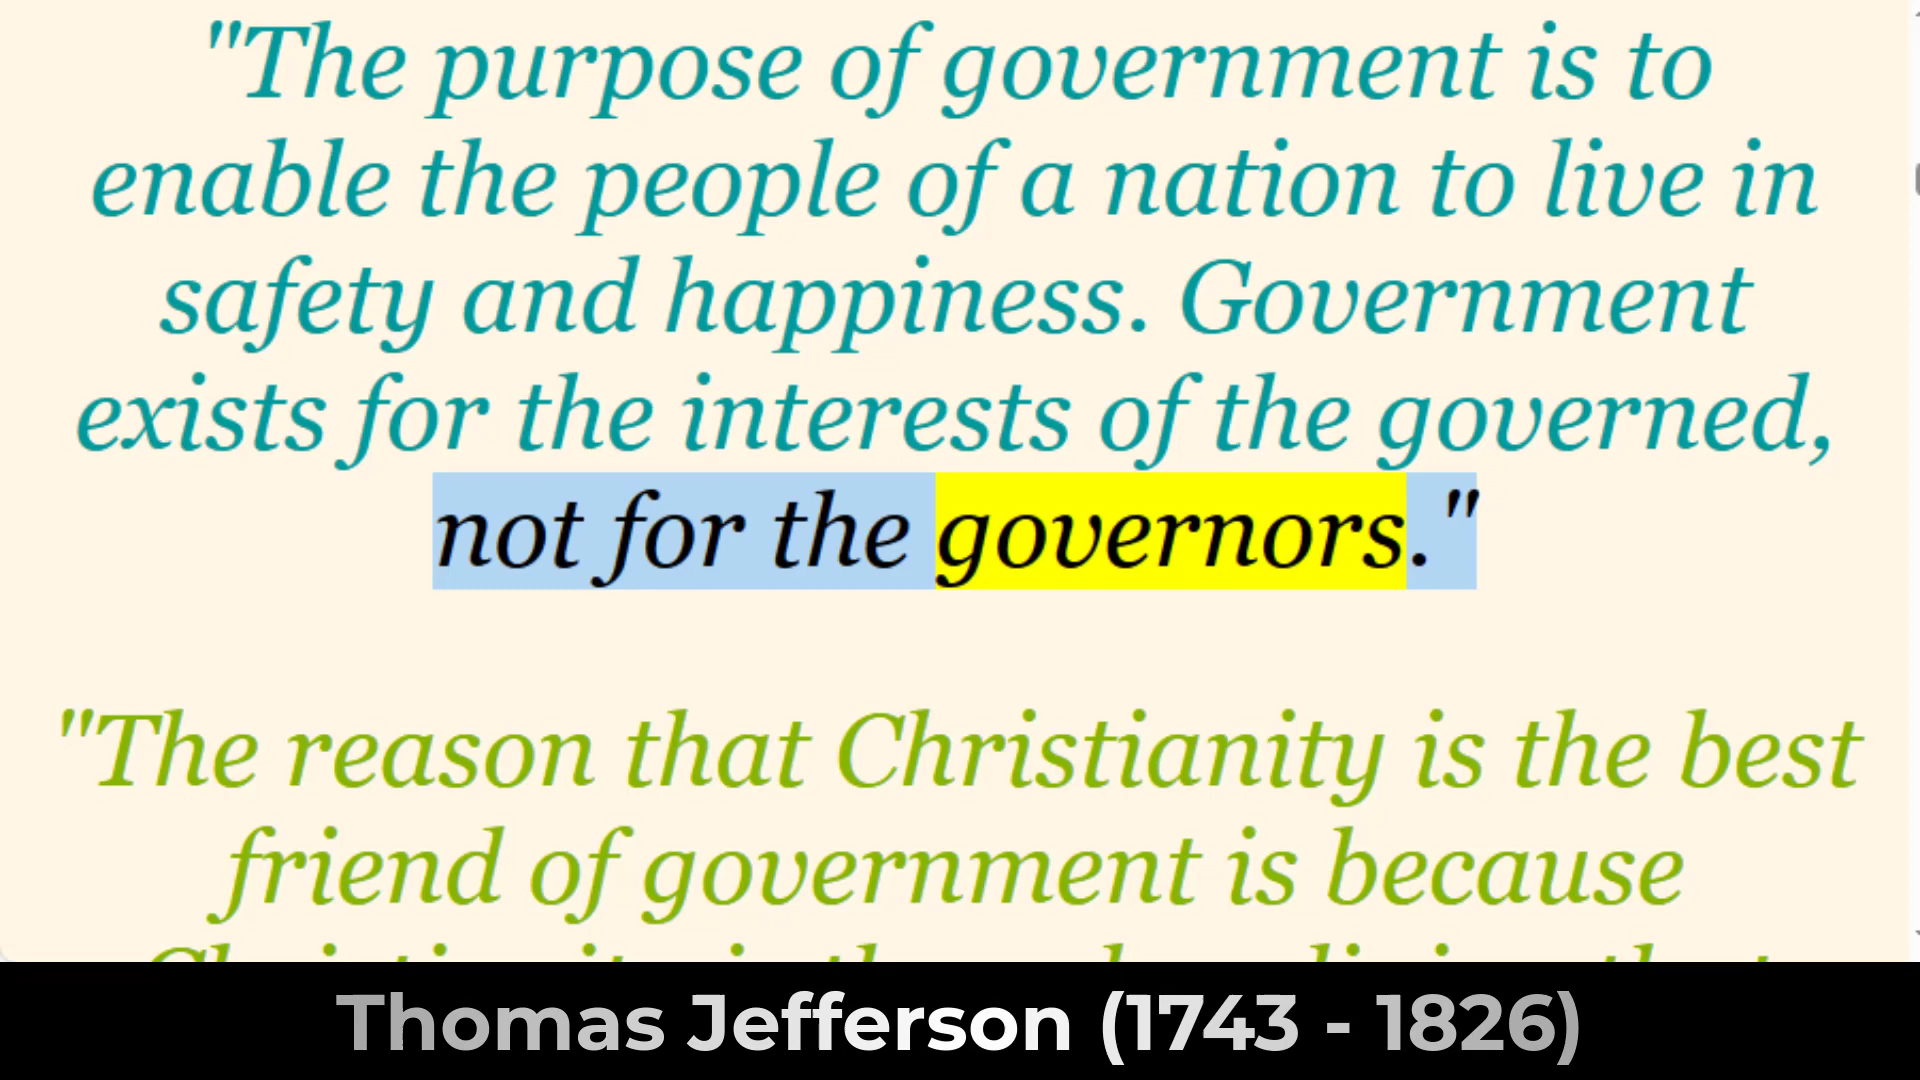 "The purpose of government is to
enable the people of a nation to live in
safety and happiness. Government
exists for the interests of the governed,
not for the governors."
"The reason that Christianity is the best
friend of government is because
Thomas Jefferson (1743 - 1826)